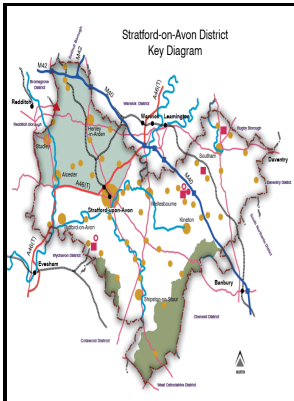 Stratford-on-Avon District
Key Diagram
M42
M42
Bromsgrove
District
Redditch
Redditch Borough
Studley
Henley
-in-Arden
M40
A46(T)
Warwick District
Warwick
Leamington
Rugby Borough
Southam
Daventry
Daventry District
Alcester
A46(T)
Stratford-upon-Avon
Wellesbourne
M40
Kineton
Bidford-on-Avon
A46(T)
Evesham
Wychavon District
Shipston-on-Stour
Banbury
Cherwell District
Cotswold District
West Oxfordshire District
NORTH